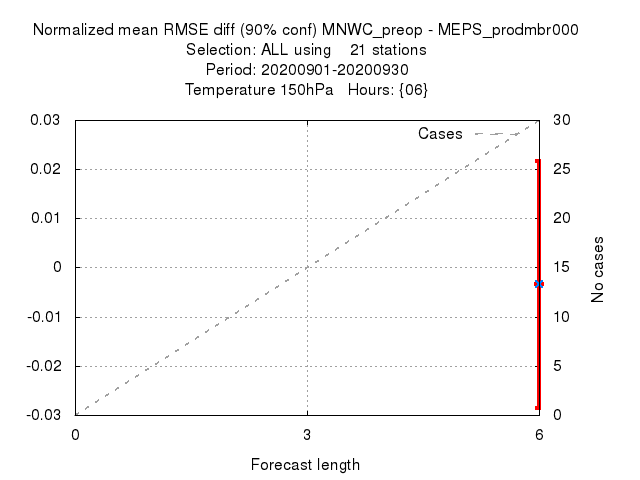 Normalized mean RMSE diff (90% conf) MNWC_preop - MEPS_prodmbr000
Selection: ALL using    21 stations
Period: 20200901-20200930
Temperature 150hPa   Hours: {06}
0.03
0.02
0.01
0
-0.01
-0.02
-0.03
Cases
30
25
20
15
10
5
0
No cases
0 3 6
Forecast length